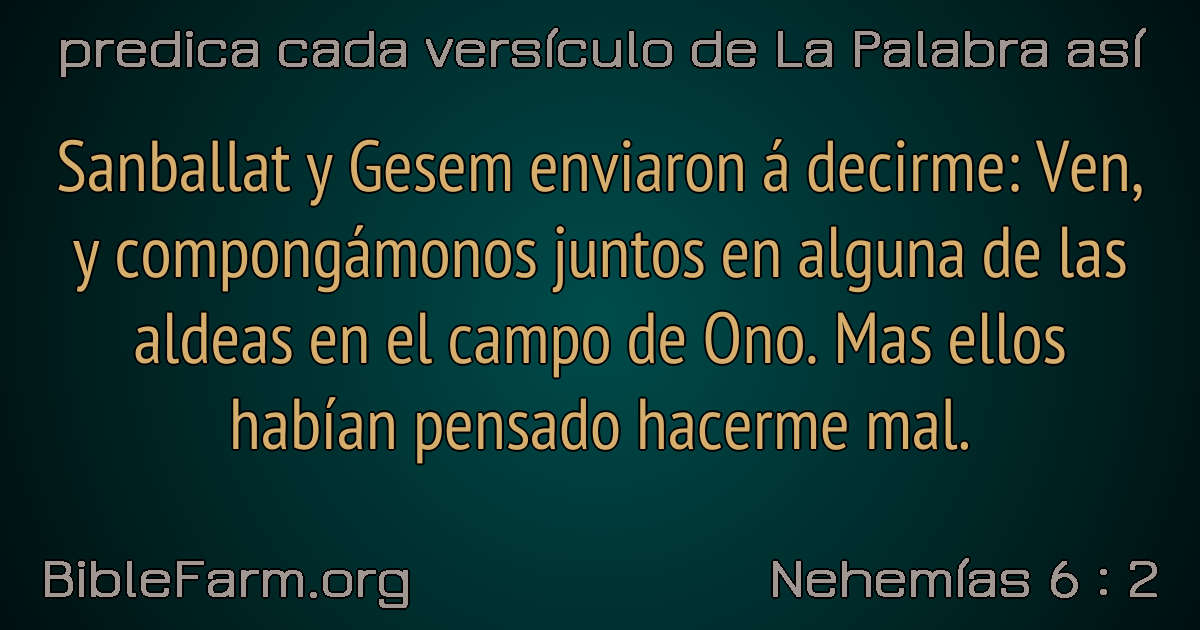 predica cada versículo de La Palabra así
Sanballat y Gesem enviaron á decirme: Ven,
y compongámonos juntos en alguna de las
aldeas en el campo de Ono. Mas ellos
habían pensado hacerme mal.
BibleFarm.org
Nehemías 6 : 2